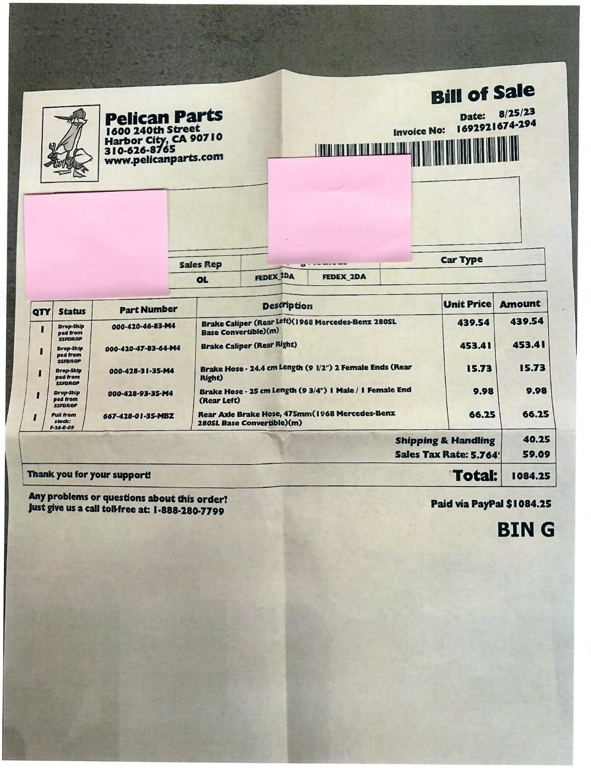 Bill of Sale
Pelican Parts
1600 240th Street
Harbor City, CA 90710
310-626-8765
www.pelicanparts.com
Date: 8/25/23
Invoice No: 1692921674-294
Sales Rep Car Type
OL FEDEX_2DA FEDEX_2DA
QTY Status Part Number Description Unit Price Amount
1 Drop-Ship 000-420-46-83-M4 Brake Caliper (Rear Left)(1968 Mercedes-Benz 280SL 439.54 439.54
ped from Base Convertible)(m)
SSFDROP
1 Drop-Ship 000-420-47-83-64-M4 Brake Caliper (Rear Right) 453.41 453.41
ped from
SSFDROP
1 Drop-Ship 000-428-31-35-M4 Brake Hose - 24.4 cm Length (9 1/2") 2 Female Ends (Rear 15.73 15.73
ped from Right)
SSFDROP
1 Drop-Ship 000-428-93-35-M4 Brake Hose - 25 cm Length (9 3/4") 1 Male / 1 Female End 9.98 9.98
ped from (Rear Left)
SSFDROP
1 Pull from 667-428-01-35-MBZ Rear Axle Brake Hose, 475mm(1968 Mercedes-Benz 66.25 66.25
stock: 280SL Base Convertible)(m)
Shipping & Handling 40.25
Sales Tax Rate: 5.764 59.09
Thank you for your support! Total: 1084.25
Any problems or questions about this order? Paid via PayPal $1084.25
Just give us a call toll-free at: 1-888-280-7799
BIN G